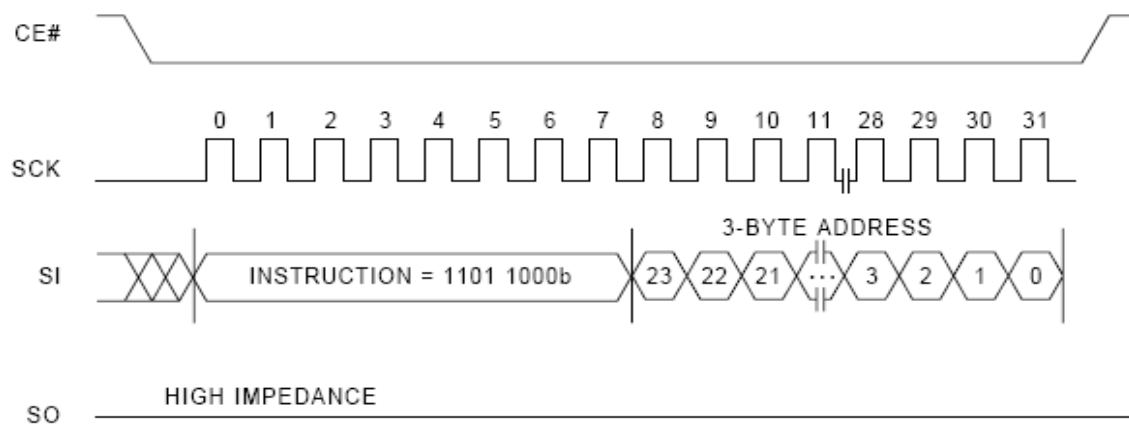 CE#
0 1 2 3 4 5 6 7 8 9 10 11 28 29 30 31
SCK
3-BYTE ADDRESS
SI INSTRUCTION = 1101 1000b 23 22 21 ... 3 2 1 0
HIGH IMPEDANCE
SO